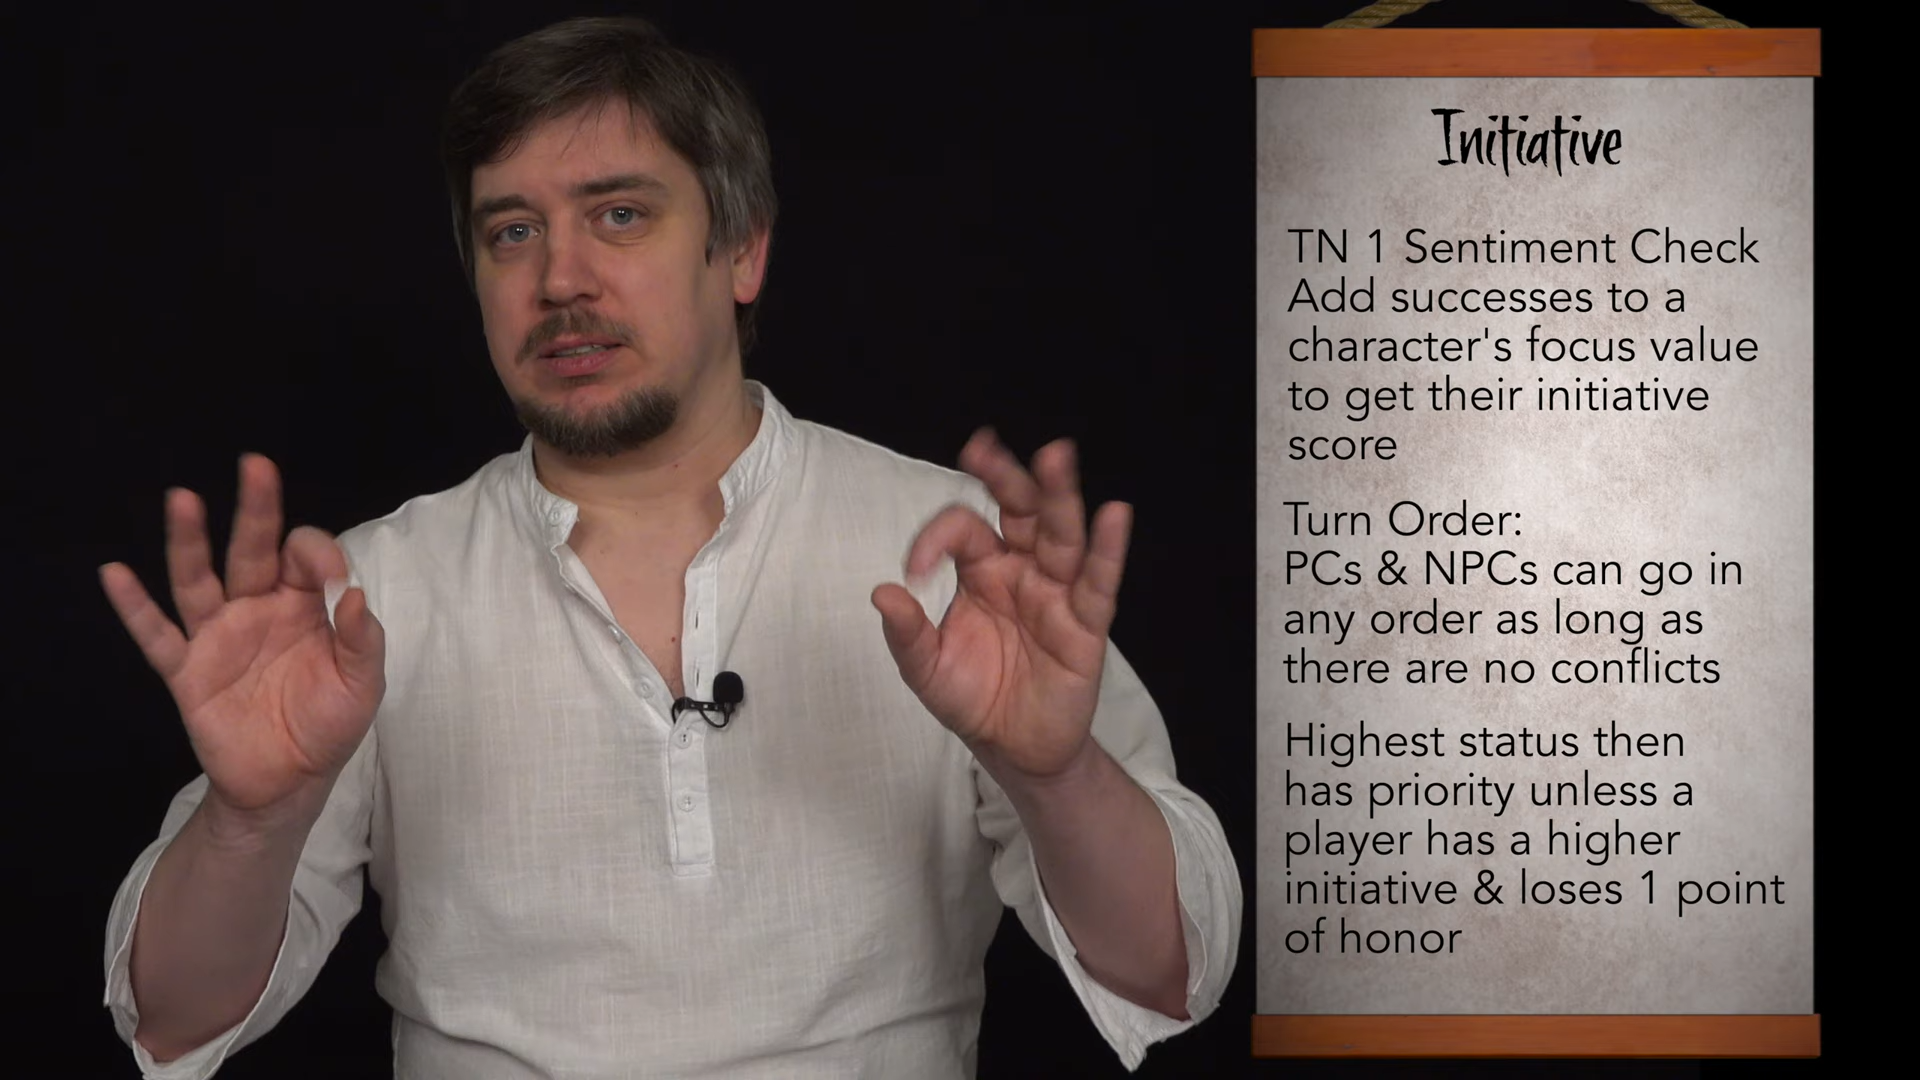 Initiative
TN 1 Sentiment Check
Add successes to a
character's focus value
to get their initiative
score
Turn Order:
PCs & NPCs can go in
any order as long as
there are no conflicts
Highest status then
has priority unless a
player has a higher
initiative & loses 1 point
of honor